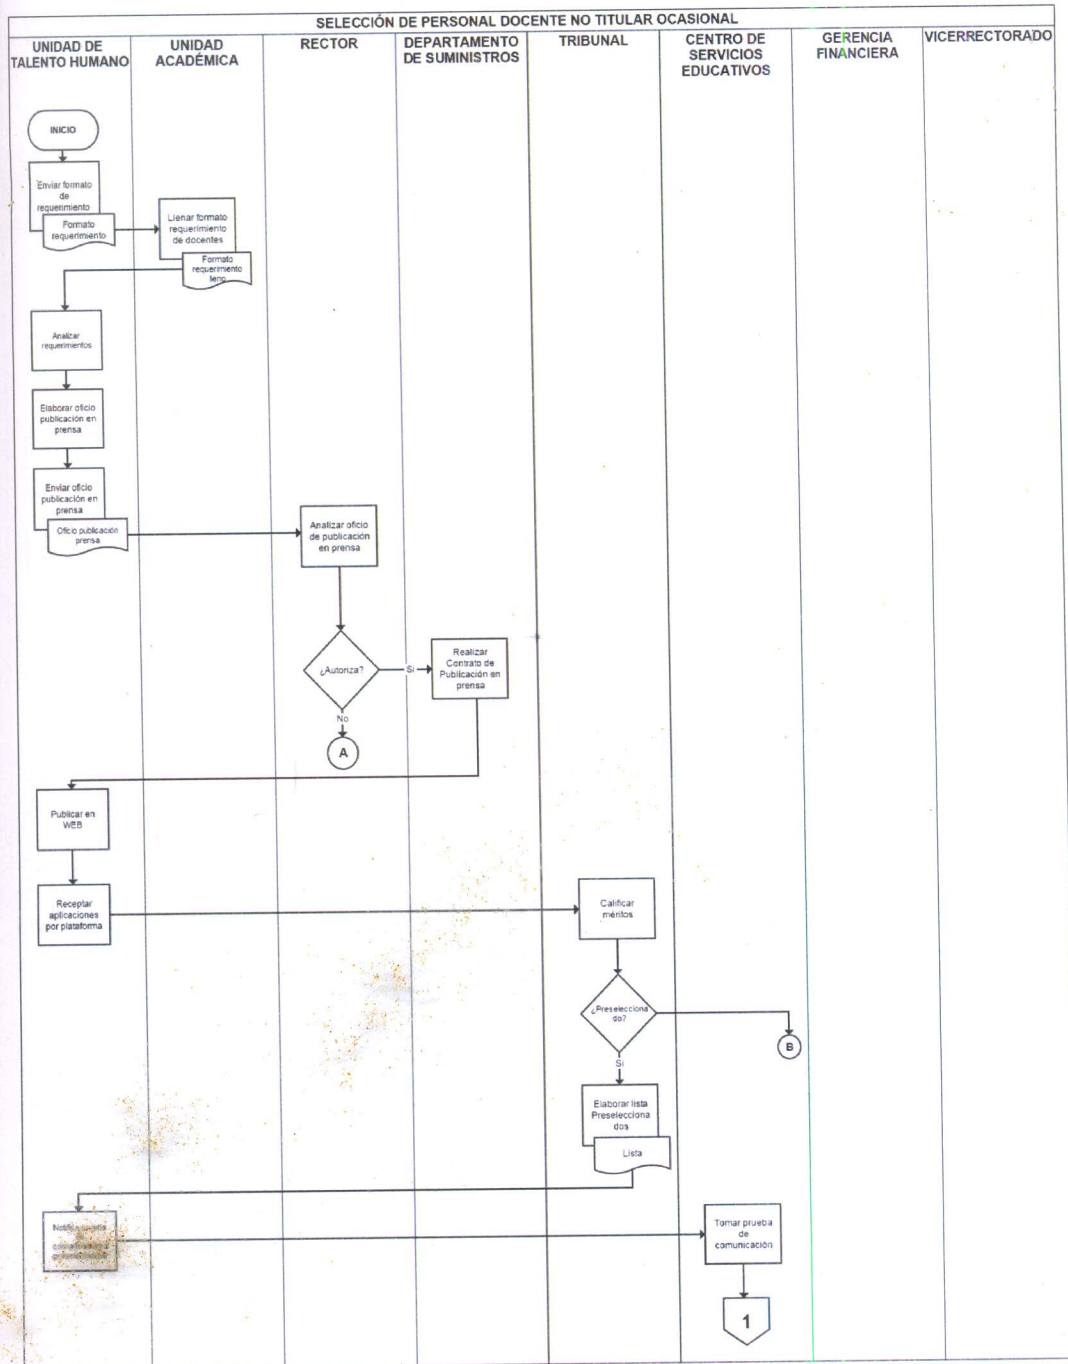 SELECCIÓN DE PERSONAL DOCENTE NO TITULAR OCASIONAL
UNIDAD DE
TALENTO HUMANO
UNIDAD
ACADÉMICA
RECTOR
DEPARTAMENTO
DE SUMINISTROS
TRIBUNAL
CENTRO DE
SERVICIOS
EDUCATIVOS
GERENCIA
FINANCIERA
VICERRECTORADO
INICIO
Enviar formato
de
requerimiento
Formato
requerimiento
Llenar formato
requerimiento
de docentes
Formato
requerimiento
lleno
Analizar
requerimientos
Elaborar oficio
publicación en
prensa
Enviar oficio
publicación en
prensa
Oficio publicación
prensa
Analizar oficio
de publicación
en prensa
¿Autoriza?
Si
No
A
Realizar
Contrato de
Publicación en
prensa
Publicar en
WEB
Receptar
aplicaciones
por plataforma
Calificar
méritos
¿Preselecciona
do?
B
Si
Elaborar lista
Preselecciona
dos
Lista
Tomar prueba
de
comunicación
1